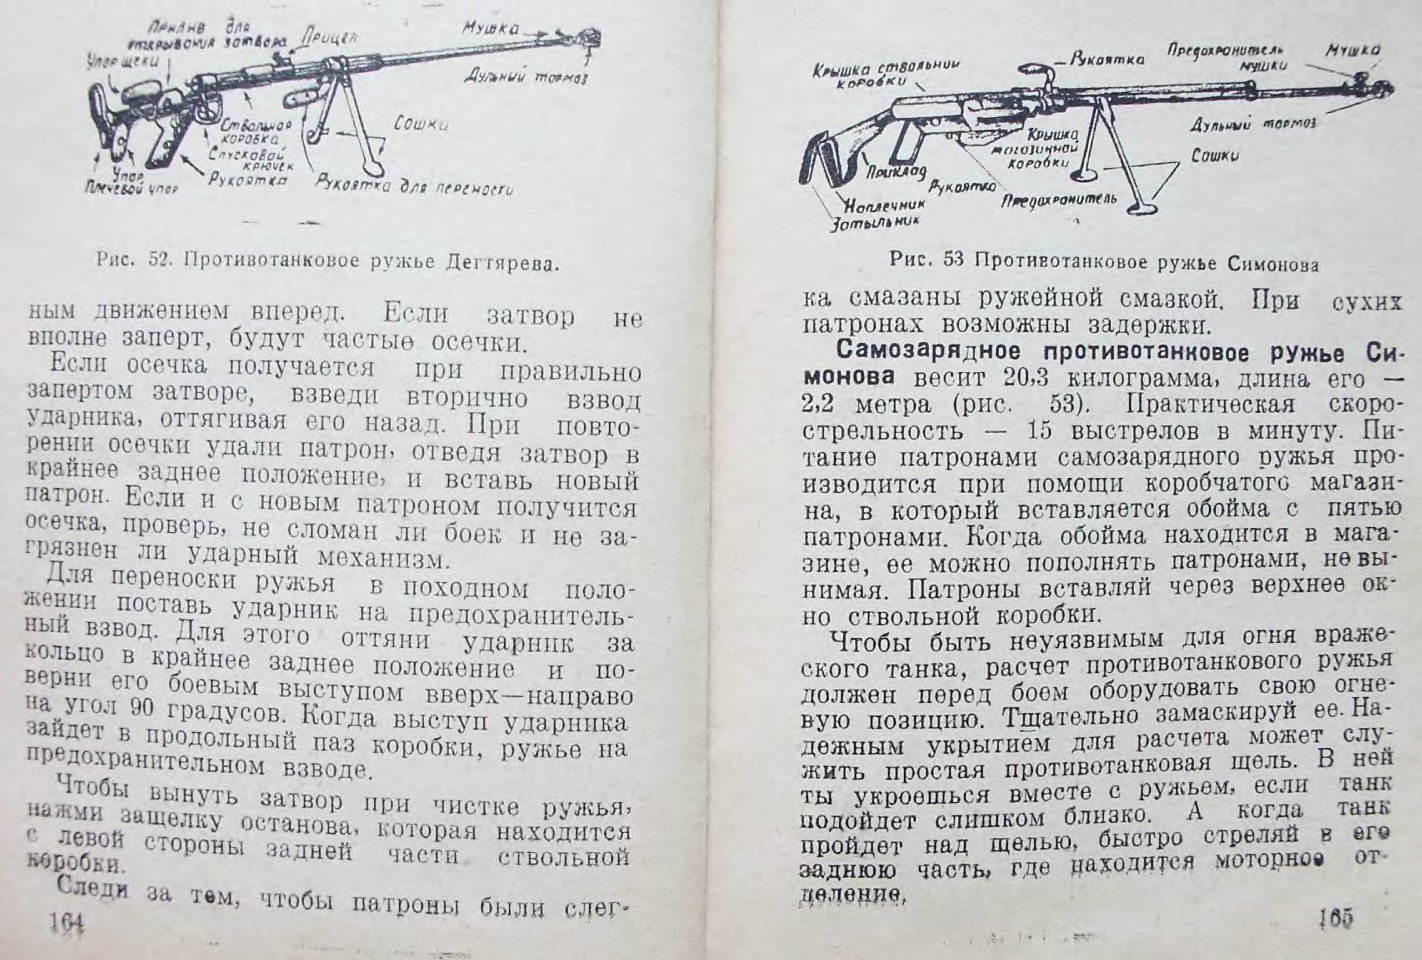 Прилив для
открывания затвора
Прицел
Мушка
Упор щеки
Дульный тормоз
Ствольная
коробка
Сошки
Спусковой
крючек
Упор
Плечевой упор
Рукоятка
Рукоятка для переноски
Рис. 52. Противотанковое ружье Дегтярева.
ным движением вперед. Если затвор не
вполне заперт, будут частые осечки.
Если осечка получается при правильно
запертом затворе, взведи вторично взвод
ударника, оттягивая его назад. При повто-
рении осечки удали патрон, отведя затвор в
крайнее заднее положение, и вставь новый
патрон. Если и с новым патроном получится
осечка, проверь, не сломан ли боек и не за-
грязнен ли ударный механизм.
Для переноски ружья в походном поло-
жении поставь ударник на предохранитель-
ный взвод. Для этого оттяни ударник за
кольцо в крайнее заднее положение и по-
верни его боевым выступом вверх—направо
на угол 90 градусов. Когда выступ ударника
зайдет в продольный паз коробки, ружье на
предохранительном взводе.
Чтобы вынуть затвор при чистке ружья,
нажми защелку останова, которая находится
с левой стороны задней части ствольной
коробки.
Следи за тем, чтобы патроны были слег-
164
Крышка ствольнии
коробки
Рукоятка
Предохронитель
мушки
Мушка
Дульный тормоз
Крышка
могозинной
коробки
Сошки
Приклад
Рукоятко
Предохронитель
Наплечник
Затыльник
Рис. 53 Противотанковое ружье Симонова
ка смазаны ружейной смазкой. При сухих
патронах возможны задержки.
Самозарядное противотанковое ружье Си-
монова весит 20,3 килограмма, длина его —
2,2 метра (рис. 53). Практическая скоро-
стрельность — 15 выстрелов в минуту. Пи-
тание патронами самозарядного ружья про-
изводится при помощи коробчатого магази-
на, в который вставляется обойма с пятью
патронами. Когда обойма находится в мага-
зине, ее можно пополнять патронами, не вы-
нимая. Патроны вставляй через верхнее ок-
но ствольной коробки.
Чтобы быть неуязвимым для огня враже-
ского танка, расчет противотанкового ружья
должен перед боем оборудовать свою огне-
вую позицию. Тщательно замаскируй ее. На-
дежным укрытием для расчета может слу-
жить простая противотанковая щель. В ней
ты укроешься вместе с ружьем, если танк
подойдет слишком близко. А когда танк
пройдет над щелью, быстро стреляй в его
заднюю часть, где находится моторное от-
деление,
165